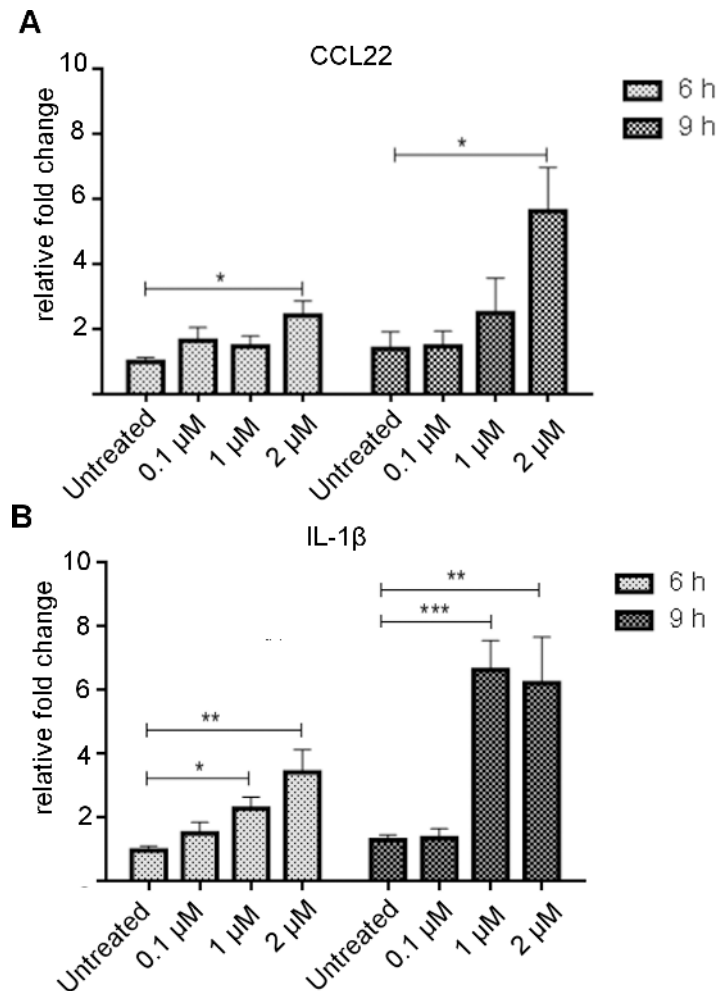 A
CCL22
relative fold change
10
8
6
4
2
*
*
6 h
9 h
Untreated
0.1 µM
1 µM
2 µM
Untreated
0.1 µM
1 µM
2 µM
B
IL-1β
relative fold change
10
8
6
4
2
*
**
***
**
6 h
9 h
Untreated
0.1 µM
1 µM
2 µM
Untreated
0.1 µM
1 µM
2 µM